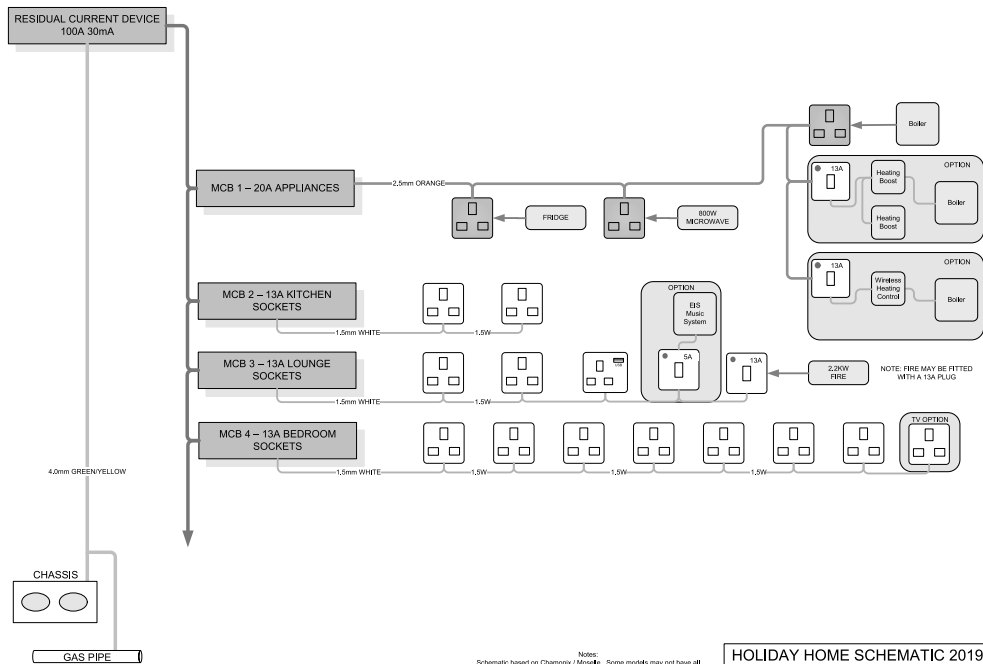 RESIDUAL CURRENT DEVICE
100A 30mA
Boiler
OPTION
13A
Heating
Boost
Boiler
Heating
Boost
MCB 1 – 20A APPLIANCES
2.5mm ORANGE
FRIDGE
800W
MICROWAVE
OPTION
13A
Wireless
Heating
Control
Boiler
MCB 2 – 13A KITCHEN
SOCKETS
1.5mm WHITE
1.5W
OPTION
EIS
Music
System
5A
MCB 3 – 13A LOUNGE
SOCKETS
1.5mm WHITE
1.5W
USB
13A
2.2KW
FIRE
NOTE: FIRE MAY BE FITTED
WITH A 13A PLUG
MCB 4 – 13A BEDROOM
SOCKETS
1.5mm WHITE
1.5W
1.5W
1.5W
TV OPTION
4.0mm GREEN/YELLOW
CHASSIS
GAS PIPE
Notes:
Schematic based on Chamonix / Moselle. Some models may not have all
HOLIDAY HOME SCHEMATIC 2019